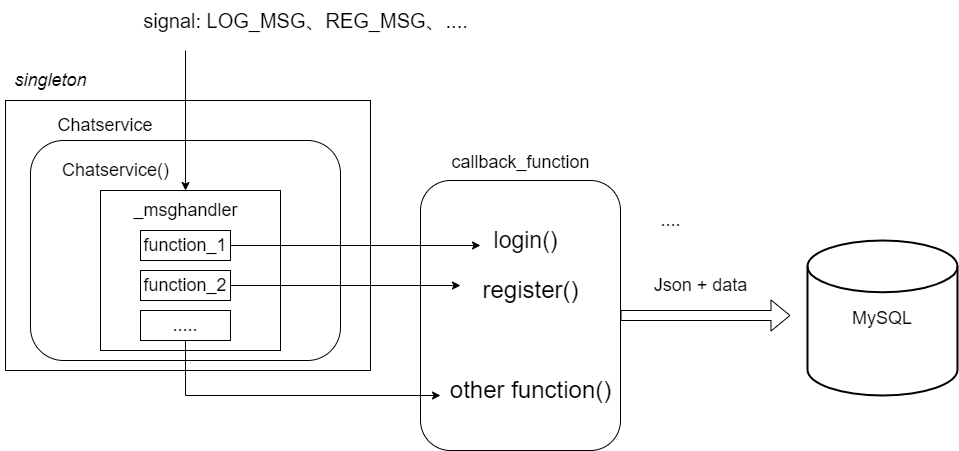 signal: LOG_MSG、REG_MSG、....
singleton
Chatservice
Chatservice()
_msghandler
function_1
function_2
.....
callback_function
login()
register()
other function()
....
Json + data
MySQL